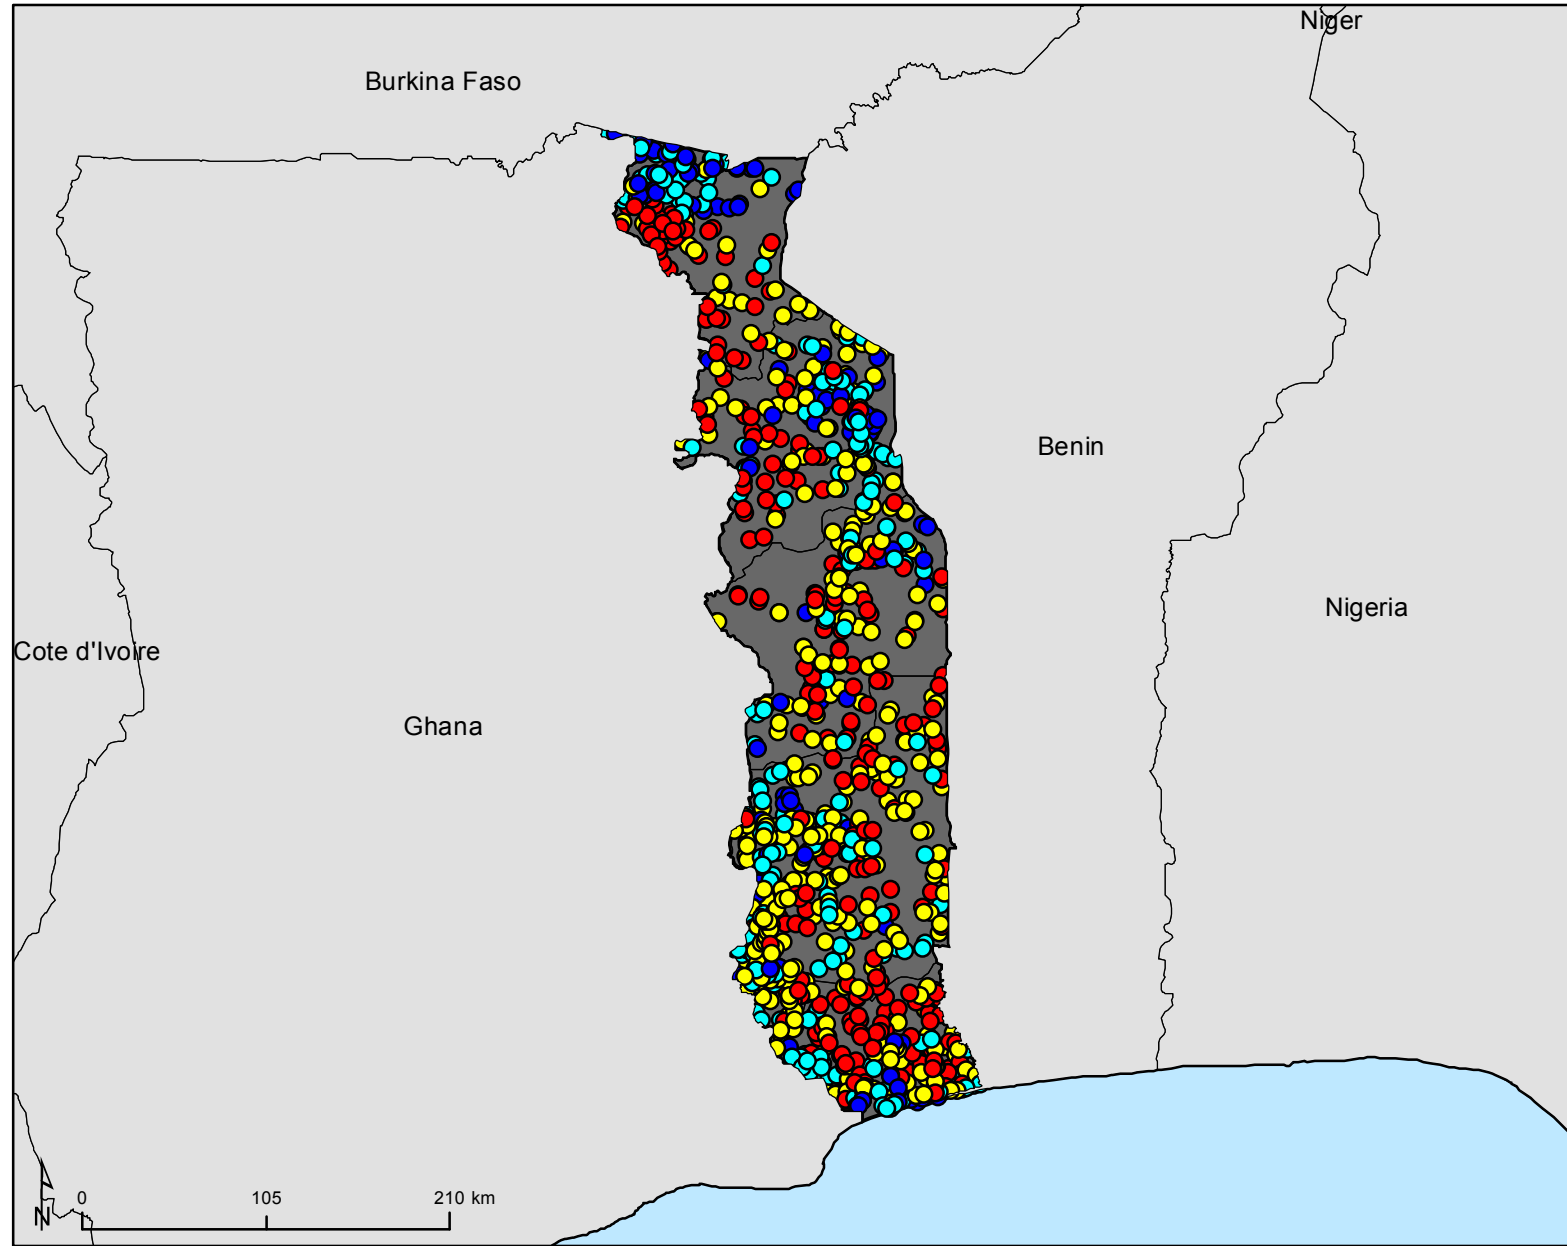 Niger
Burkina Faso
Benin
Nigeria
Cote d'Ivoire
Ghana
N
0 105 210 km